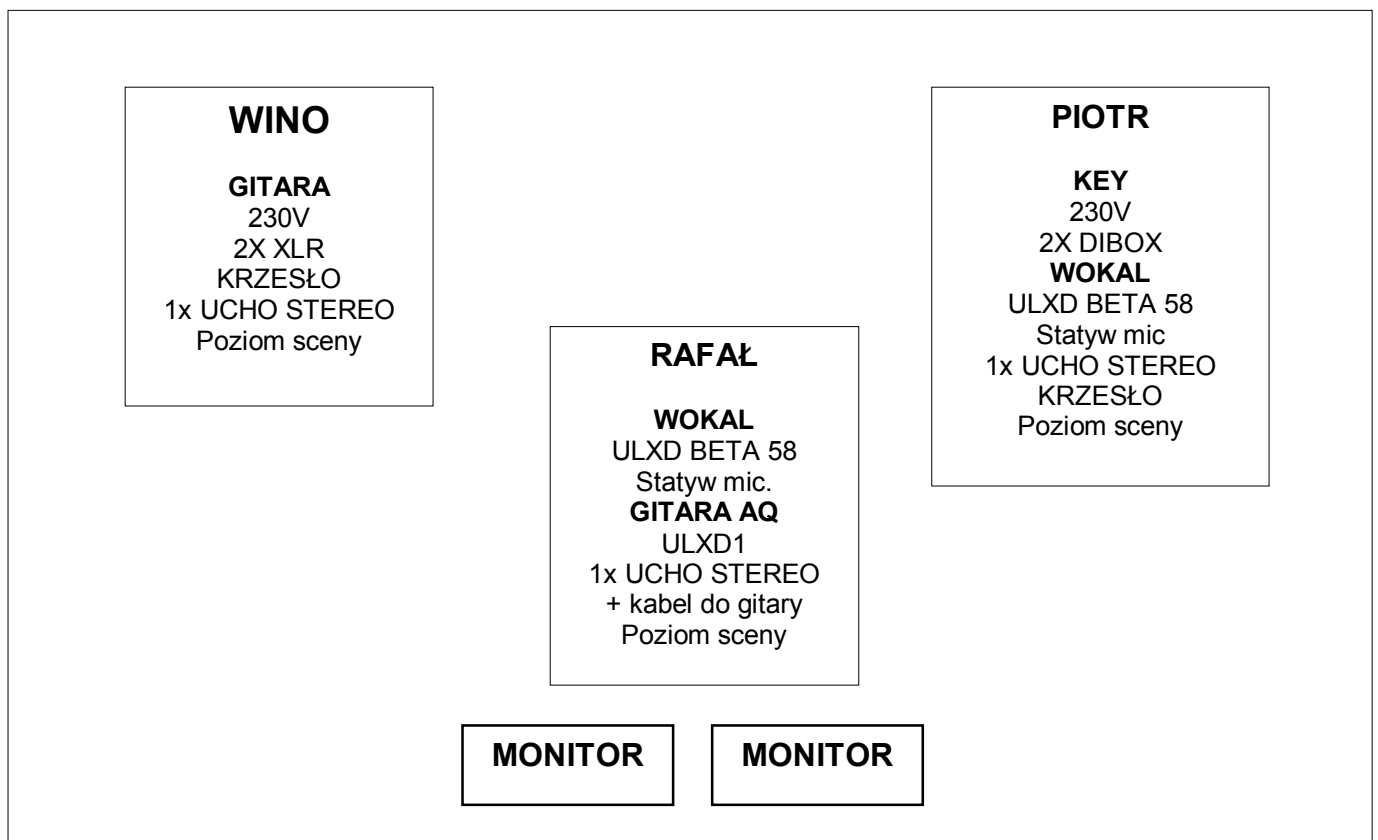 WINO
GITARA
230V
2X XLR
KRZESŁO
1x UCHO STEREO
Poziom sceny
PIOTR
KEY
230V
2X DIBOX
WOKAL
ULXD BETA 58
Statyw mic
1x UCHO STEREO
KRZESŁO
Poziom sceny
RAFAŁ
WOKAL
ULXD BETA 58
Statyw mic.
GITARA AQ
ULXD1
1x UCHO STEREO
+ kabel do gitary
Poziom sceny
MONITOR
MONITOR